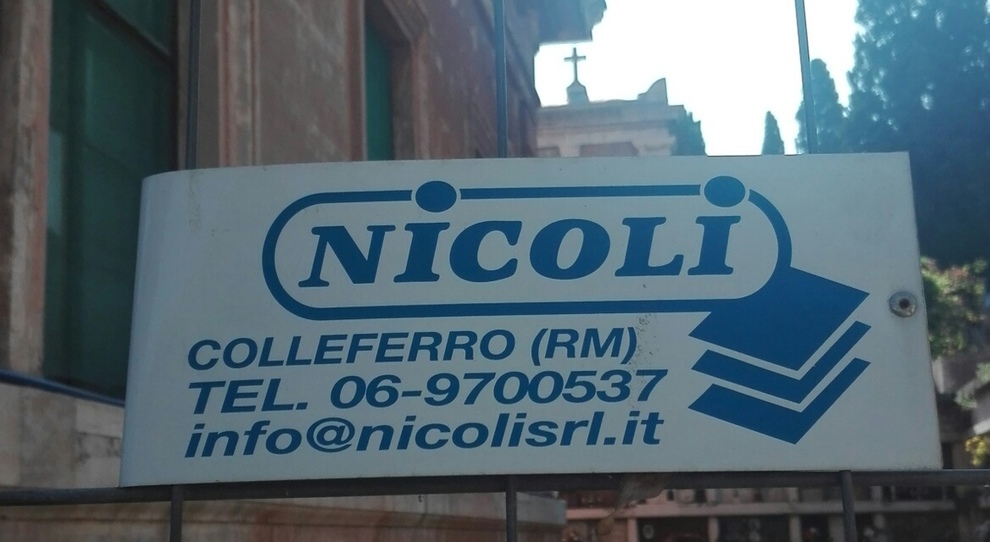 NiCOLi
COLLEFERRO (RM)
TEL. 06-9700537
info@nicolisrl.it